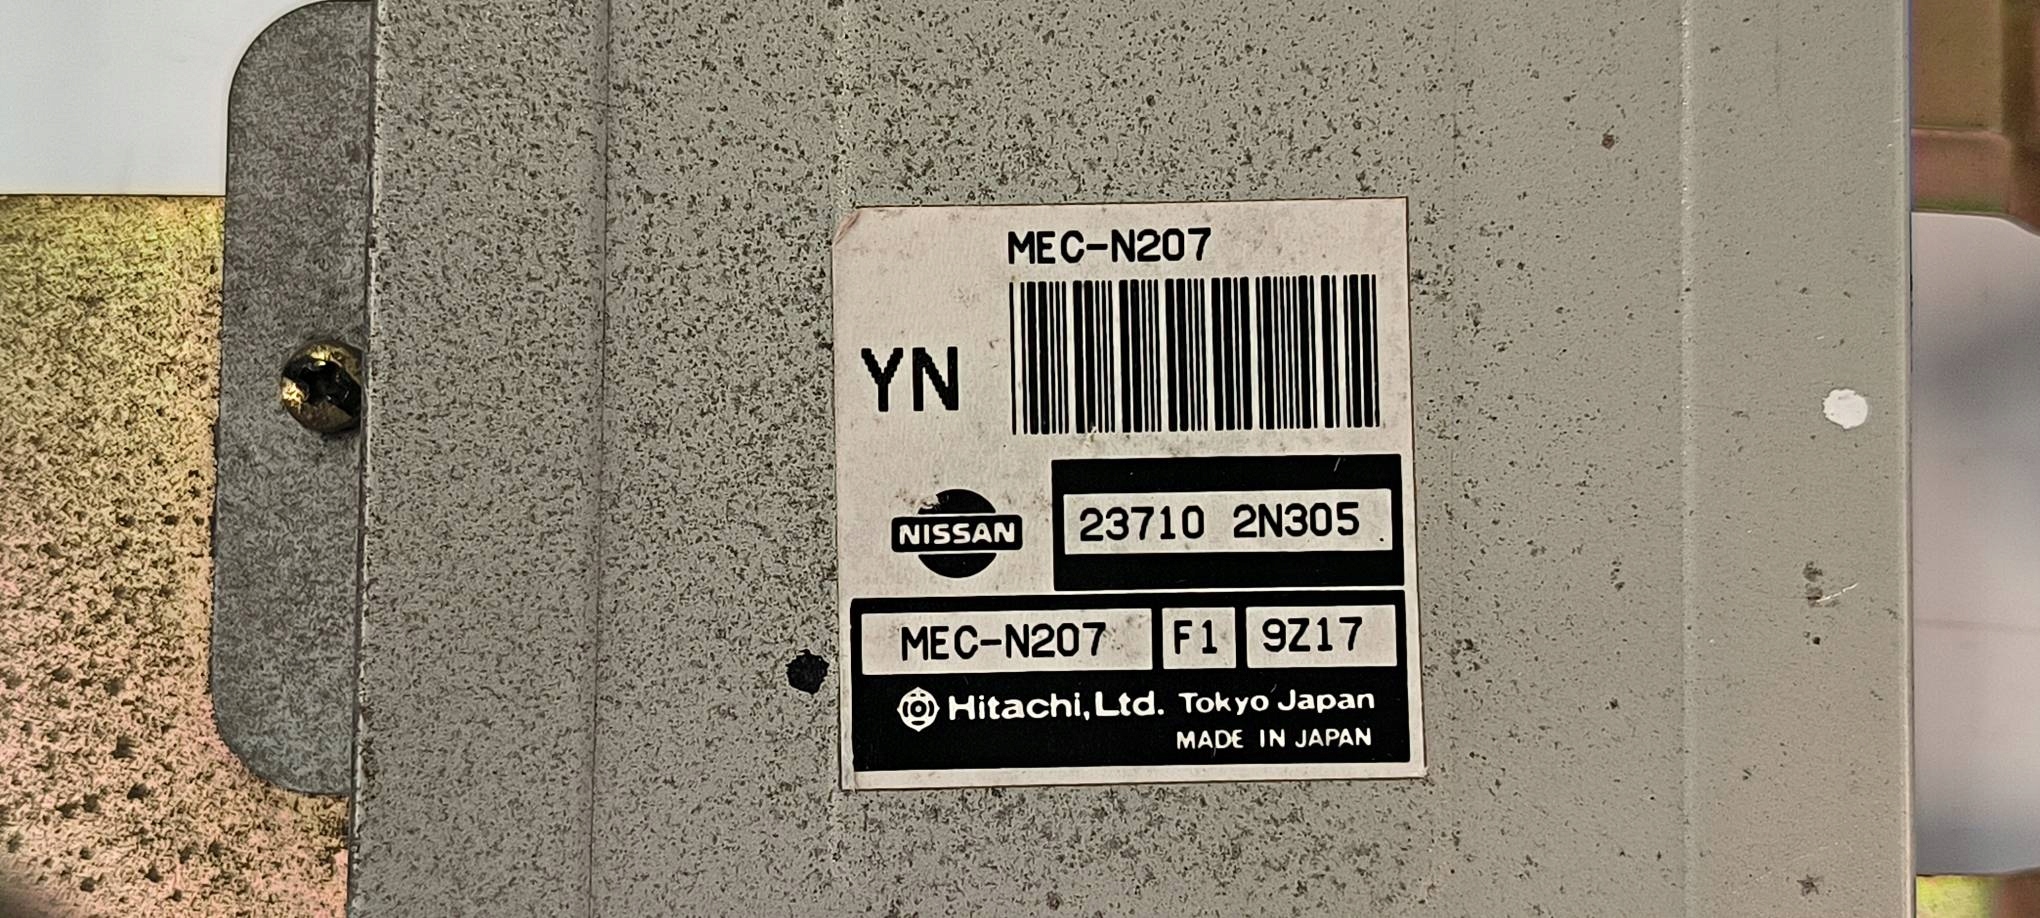 MEC-N207
YN
NISSAN
23710 2N305
MEC-N207 F1 9Z17
Hitachi, Ltd. Tokyo Japan
MADE IN JAPAN